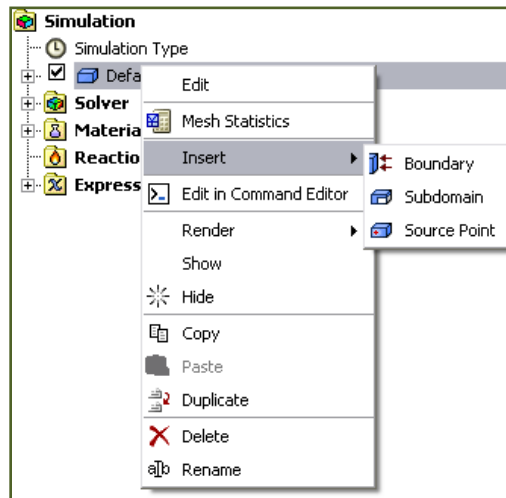 Simulation
Simulation Type
Defa
Solver
Materia
Reactio
Express
Edit
Mesh Statistics
Insert
Edit in Command Editor
Render
Show
Hide
Copy
Paste
Duplicate
Delete
Rename
Boundary
Subdomain
Source Point